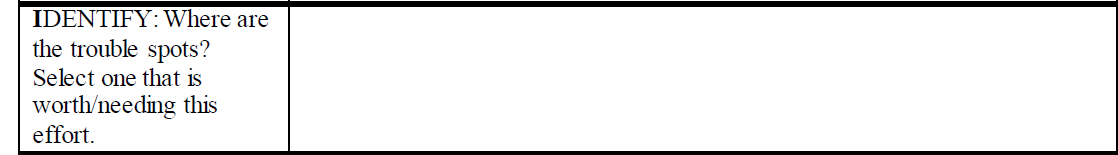 IDENTIFY: Where are
the trouble spots?
Select one that is
worth/needing this
effort.